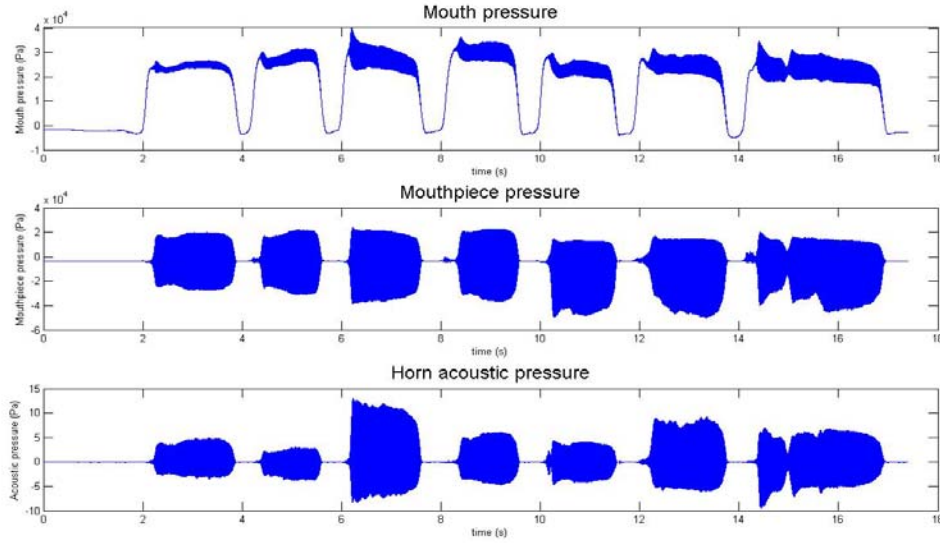 Mouth pressure
x 10^4
4
3
2
1
0
-1
Mouth pressure (Pa)
0 2 4 6 8 10 12 14 16 18
time (s)
Mouthpiece pressure
x 10^4
4
2
0
-2
-4
-6
Mouthpiece pressure (Pa)
0 2 4 6 8 10 12 14 16 18
time (s)
Horn acoustic pressure
15
10
5
0
-5
-10
Acoustic pressure (Pa)
0 2 4 6 8 10 12 14 16 18
time (s)